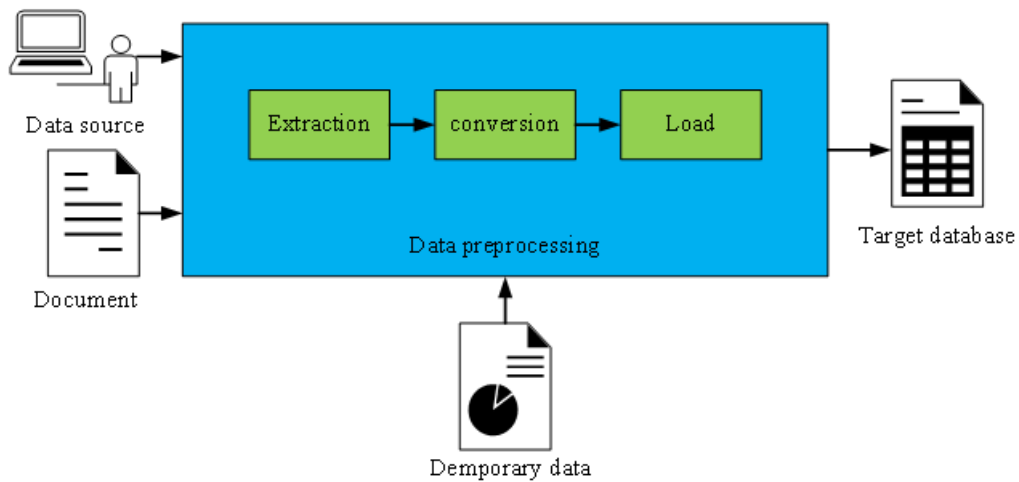 Data source
Document
Extraction
conversion
Load
Data preprocessing
Target database
Demporary data